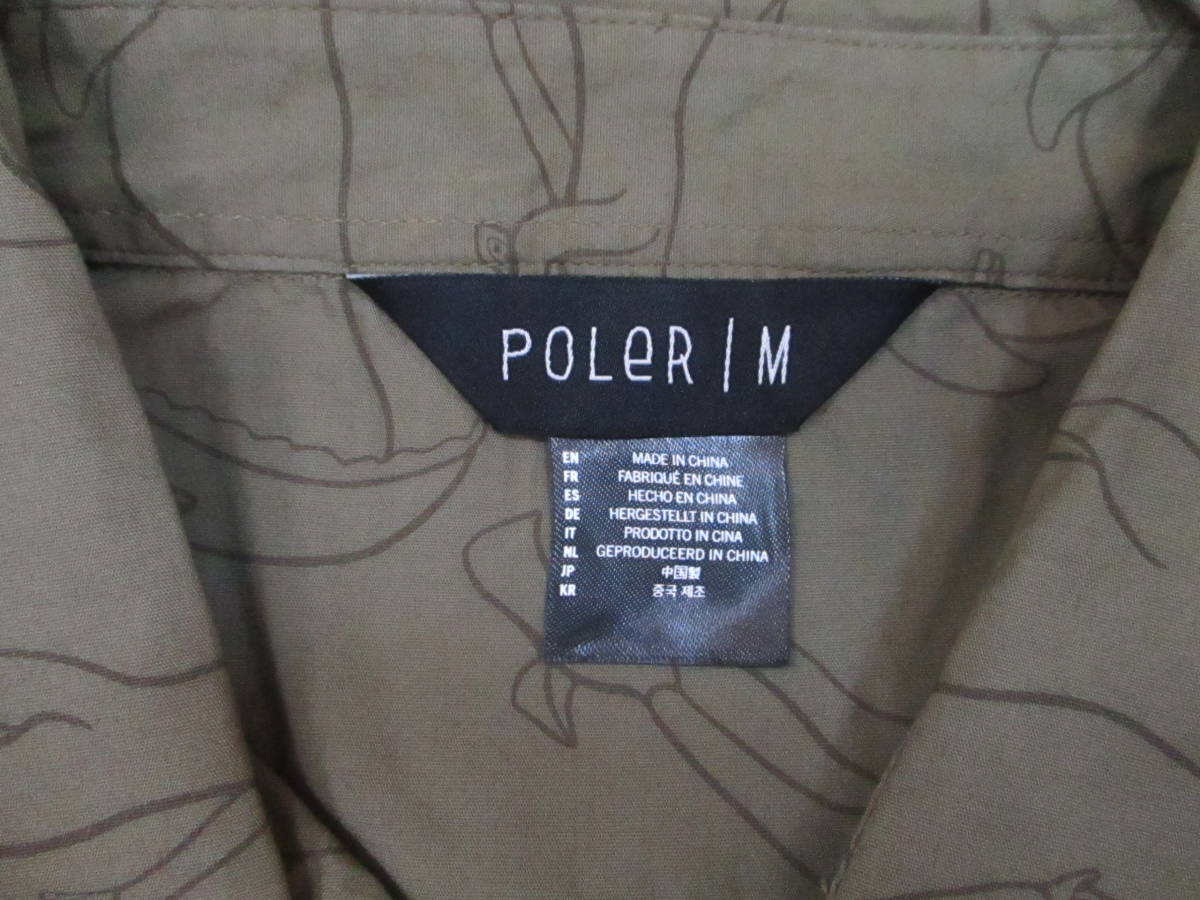 POLeR | M
EN MADE IN CHINA
FR FABRIQUÉ EN CHINE
ES HECHO EN CHINA
DE HERGESTELLT IN CHINA
IT PRODOTTO IN CINA
NL GEPRODUCEERD IN CHINA
JP 中国製
KR 중국 제조